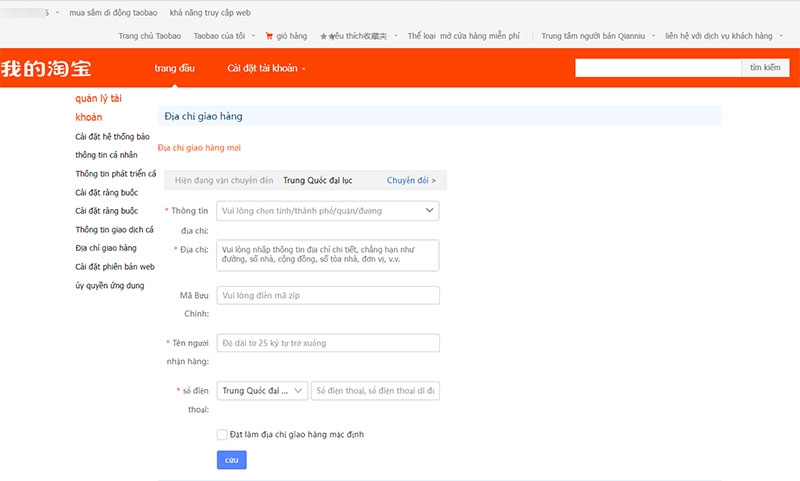 mua sắm di động taobao khả năng truy cập web
Trang chủ Taobao Taobao của tôi giỏ hàng ★★yêu thích收藏夹 Thể loại mở cửa hàng miễn phí Trung tâm người bán Qianniu liên hệ với dịch vụ khách hàng
我的淘宝 trang đầu Cài đặt tài khoản tìm kiếm
quản lý tài
khoản
Cài đặt hệ thống bảo
thông tin cá nhân
Thông tin phát triển cá
Cài đặt ràng buộc
Cài đặt ràng buộc
Thông tin giao dịch cá
Địa chỉ giao hàng
Cài đặt phiên bản web
ủy quyền ứng dụng
Địa chỉ giao hàng
Địa chỉ giao hàng mới
Hiện đang vận chuyển đến Trung Quốc đại lục Chuyển đổi >
* Thông tin
địa chỉ:
Vui lòng chọn tỉnh/thành phố/quận/đường
* Địa chỉ:
Vui lòng nhập thông tin địa chỉ chi tiết, chẳng hạn như
đường, số nhà, cộng đồng, số tòa nhà, đơn vị, v.v.
Mã Bưu
Chính:
Vui lòng điền mã zip
* Tên người
nhận hàng:
Độ dài từ 25 ký tự trở xuống
* số điện
thoại:
Trung Quốc đại ... Số điện thoại, số điện thoại di độ
Đặt làm địa chỉ giao hàng mặc định
cứu